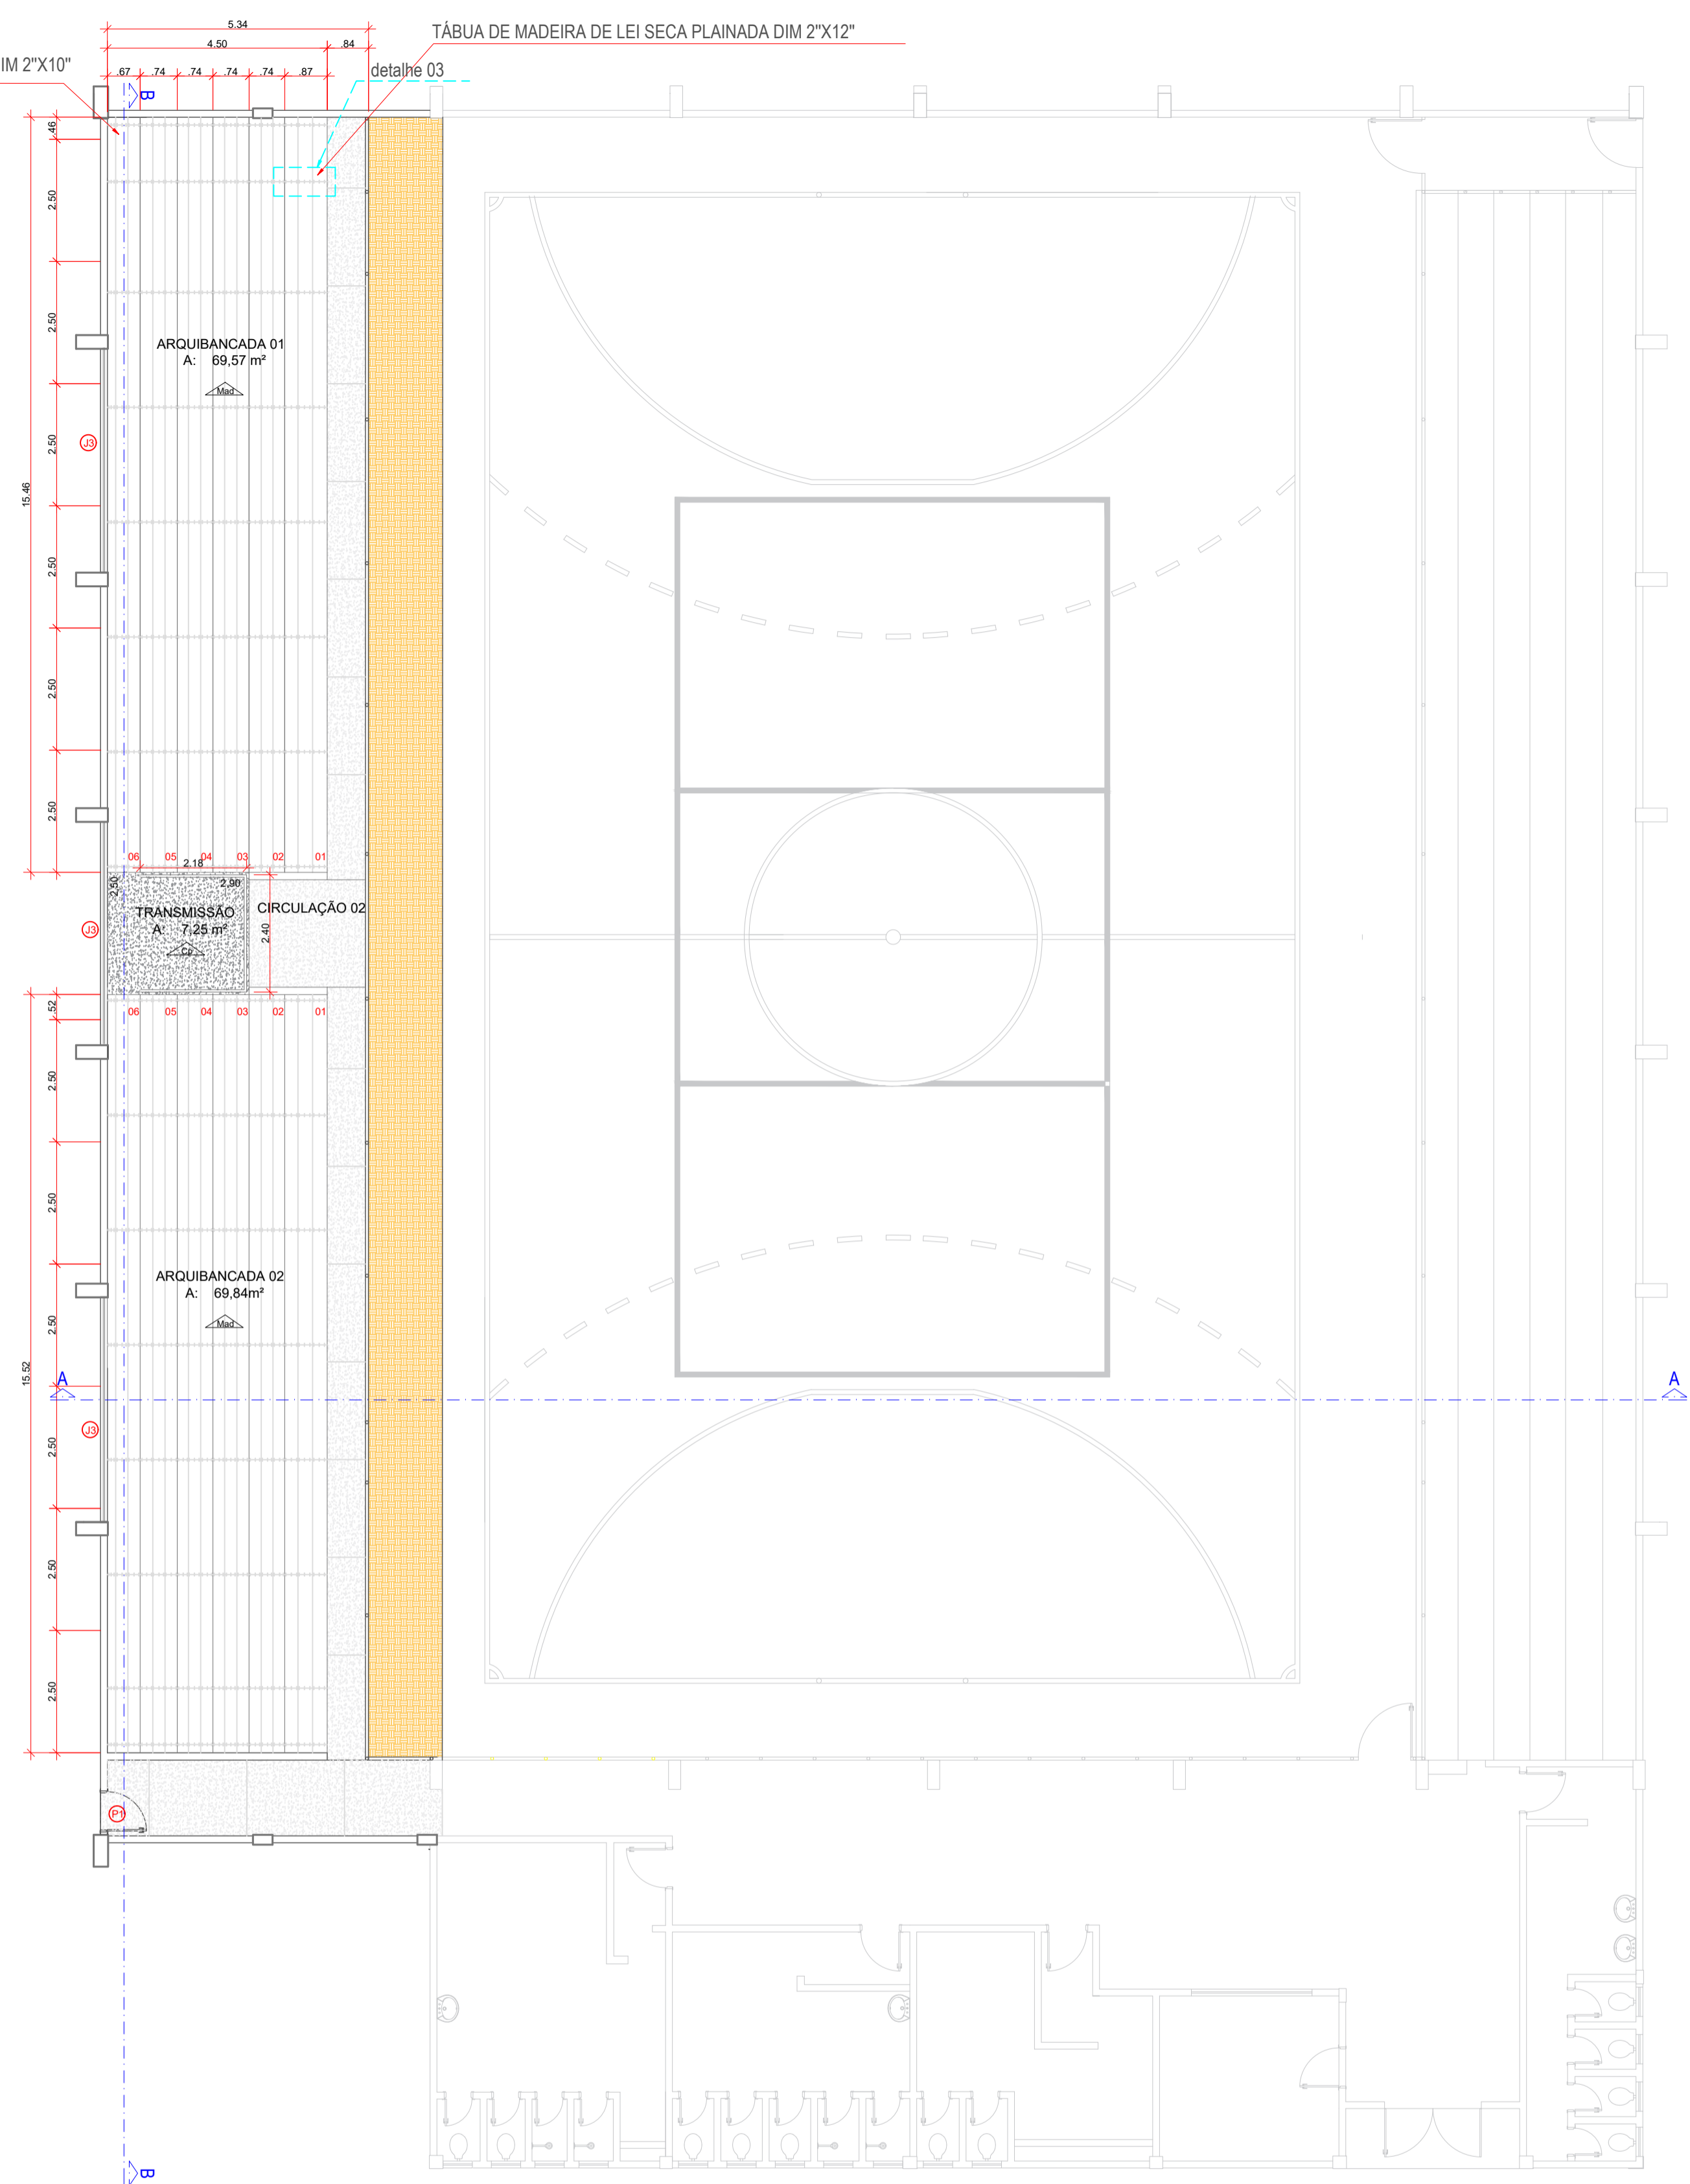 5.34
TÁBUA DE MADEIRA DE LEI SECA PLAINADA DIM 2"X12"
4.50 .84
IM 2"X10"
detalhe 03
.67 .74 .74 .74 .74 .87
B
.46
2.50
2.50
ARQUIBANCADA 01
A: 69,57 m²
Mad
2.50
J3
15.46
2.50
2.50
2.50
06 05 04 03 02 01
2.18
2,50
2,90
TRANSMISSÃO
A: 7,25 m²
Cp
CIRCULAÇÃO 02
2.40
J3
.52
06 05 04 03 02 01
2.50
2.50
ARQUIBANCADA 02
A: 69,84m²
Mad
2.50
15.52
A
A
J3
2.50
2.50
2.50
P1
B